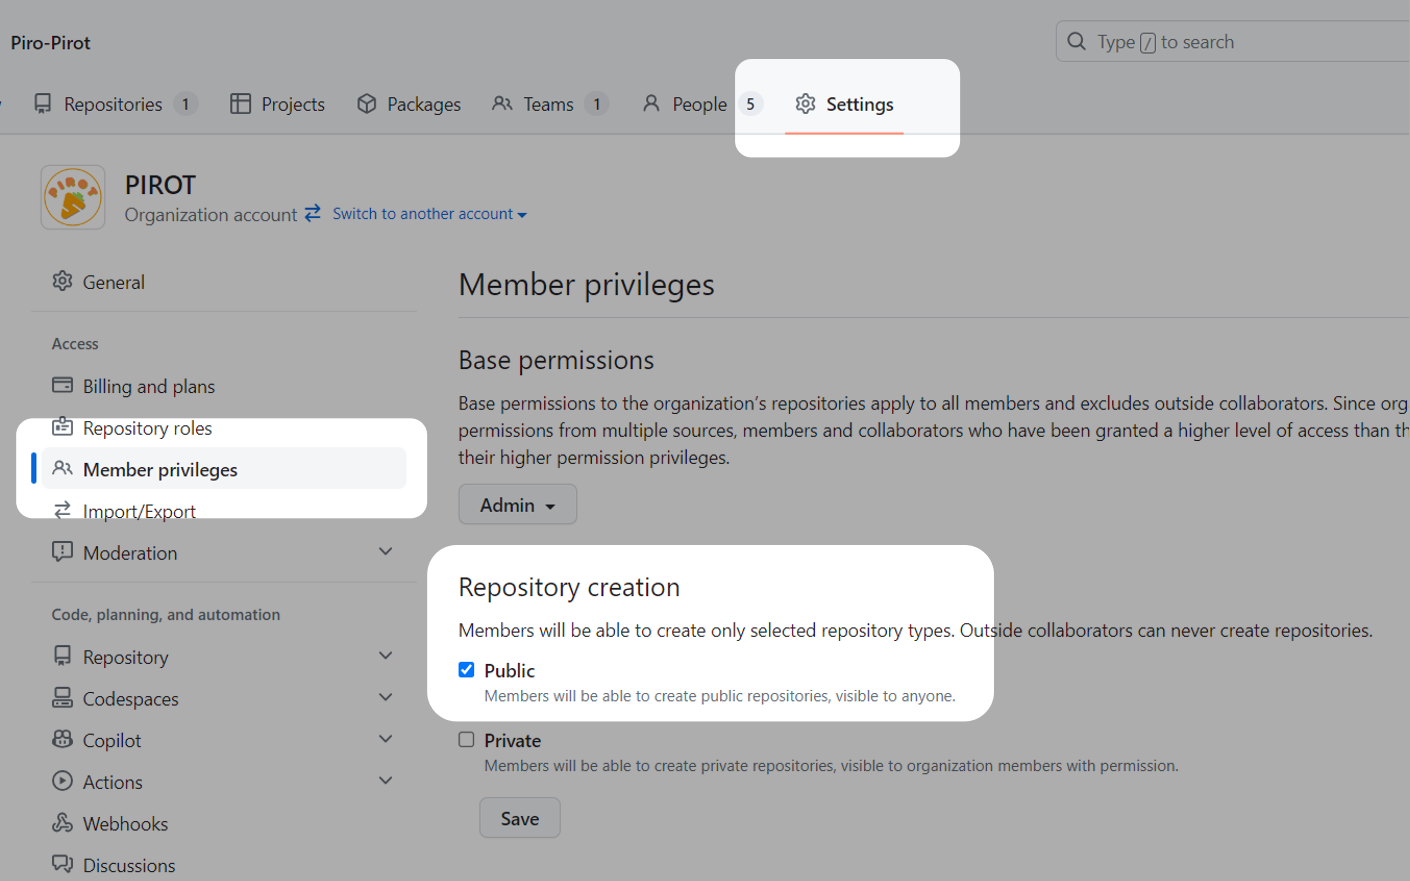 Piro-Pirot
Type / to search
Repositories 1
Projects
Packages
Teams 1
People 5
Settings
PIROT
Organization account Switch to another account
General
Access
Billing and plans
Repository roles
Member privileges
Import/Export
Moderation
Code, planning, and automation
Repository
Codespaces
Copilot
Actions
Webhooks
Discussions
Member privileges
Base permissions
Base permissions to the organization's repositories apply to all members and excludes outside collaborators. Since org
permissions from multiple sources, members and collaborators who have been granted a higher level of access than th
their higher permission privileges.
Admin
Repository creation
Members will be able to create only selected repository types. Outside collaborators can never create repositories.
Public
Members will be able to create public repositories, visible to anyone.
Private
Members will be able to create private repositories, visible to organization members with permission.
Save